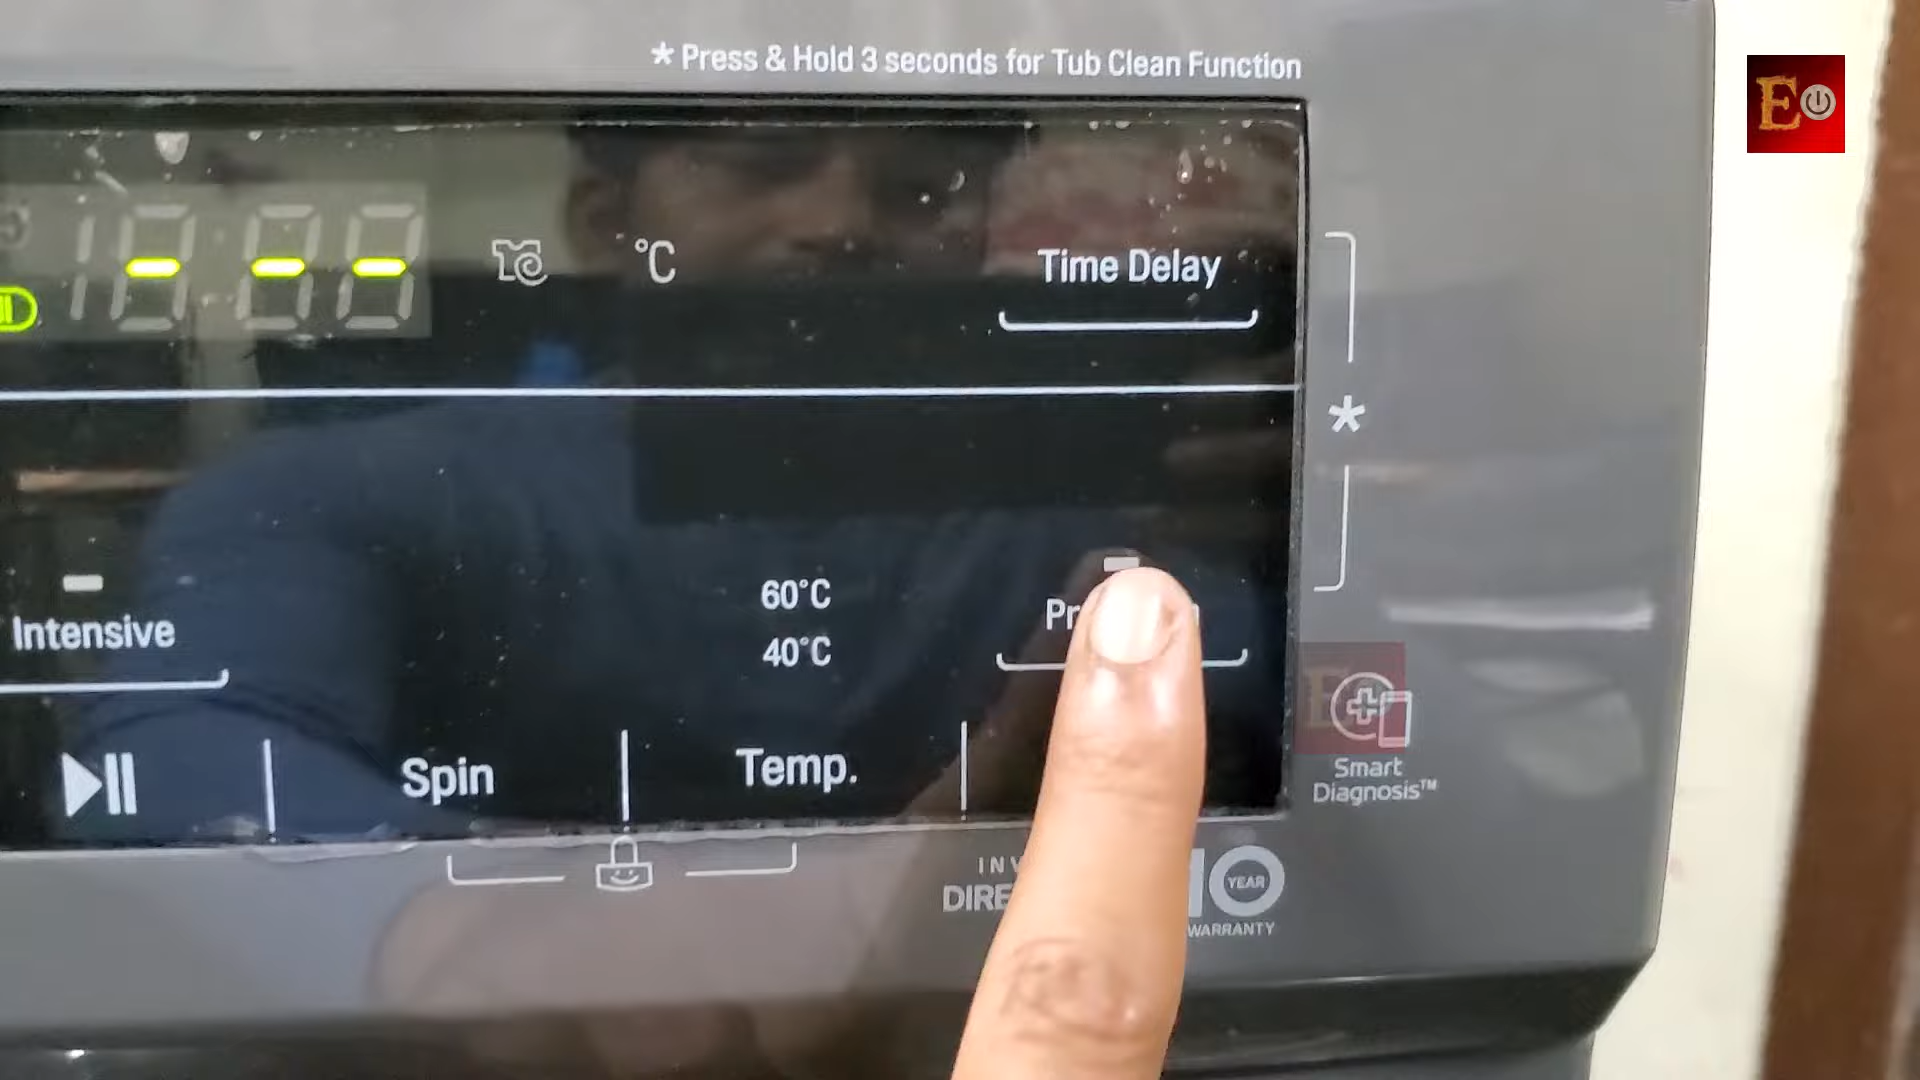 * Press & Hold 3 seconds for Tub Clean Function
E
- - -
°C
Time Delay
*
Intensive
60°C
40°C
Spin
Temp.
Smart
Diagnosis™
10 YEAR
WARRANTY